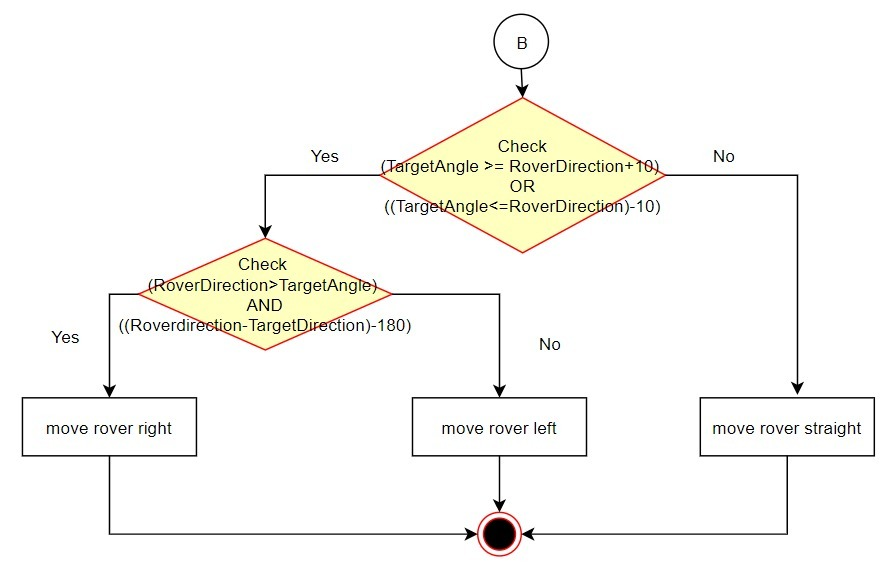 B
Check
(TargetAngle >= RoverDirection+10)
OR
((TargetAngle<=RoverDirection)-10)
Yes
No
Check
(RoverDirection>TargetAngle)
AND
((Roverdirection-TargetDirection)-180)
Yes
No
move rover right
move rover left
move rover straight